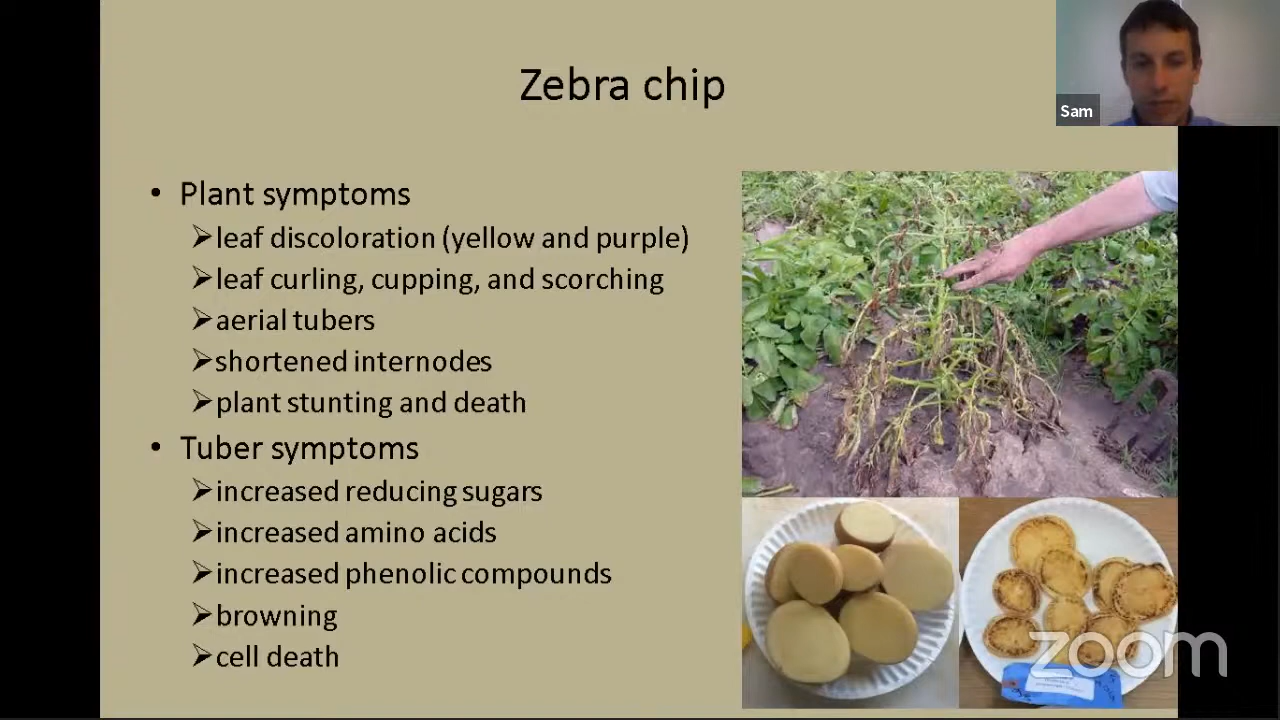 Zebra chip
Sam
• Plant symptoms
➢leaf discoloration (yellow and purple)
➢leaf curling, cupping, and scorching
➢aerial tubers
➢shortened internodes
➢plant stunting and death
• Tuber symptoms
➢increased reducing sugars
➢increased amino acids
➢increased phenolic compounds
➢browning
➢cell death
zoom